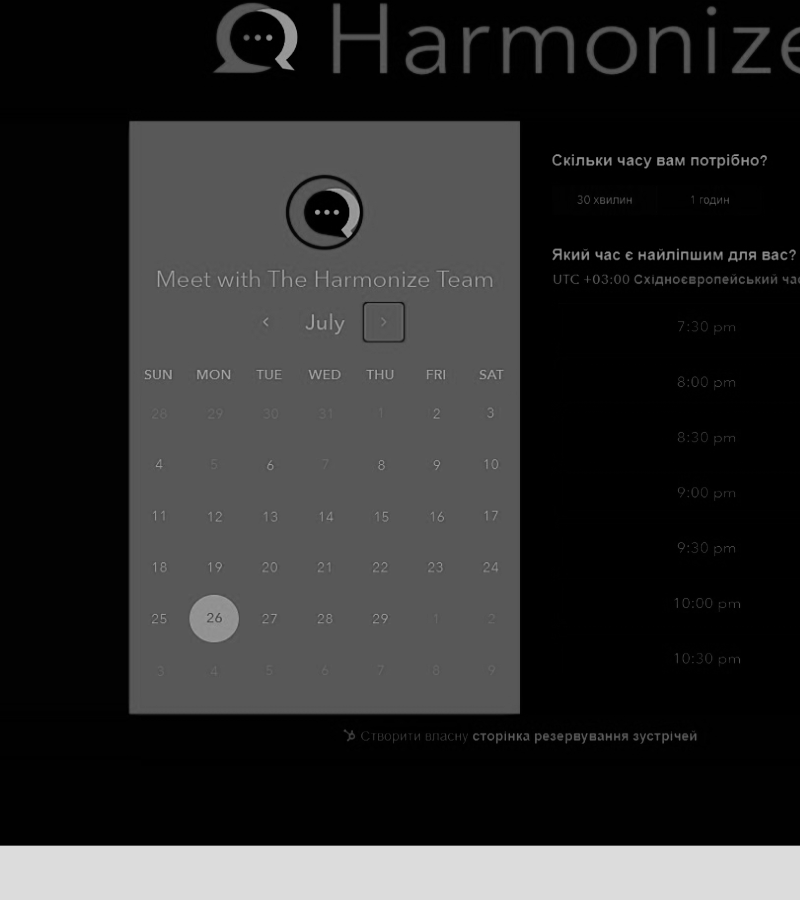 Harmonize
Meet with The Harmonize Team
July
SUN MON TUE WED THU FRI SAT
28 29 30 31 1 2 3
4 5 6 7 8 9 10
11 12 13 14 15 16 17
18 19 20 21 22 23 24
25 26 27 28 29 1 2
3 4 5 6 7 8 9
Скільки часу вам потрібно?
30 хвилин 1 годин
Який час є найліпшим для вас?
UTC +03:00 Східноєвропейський час
7:30 pm
8:00 pm
8:30 pm
9:00 pm
9:30 pm
10:00 pm
10:30 pm
Створити власну сторінка резервування зустрічей